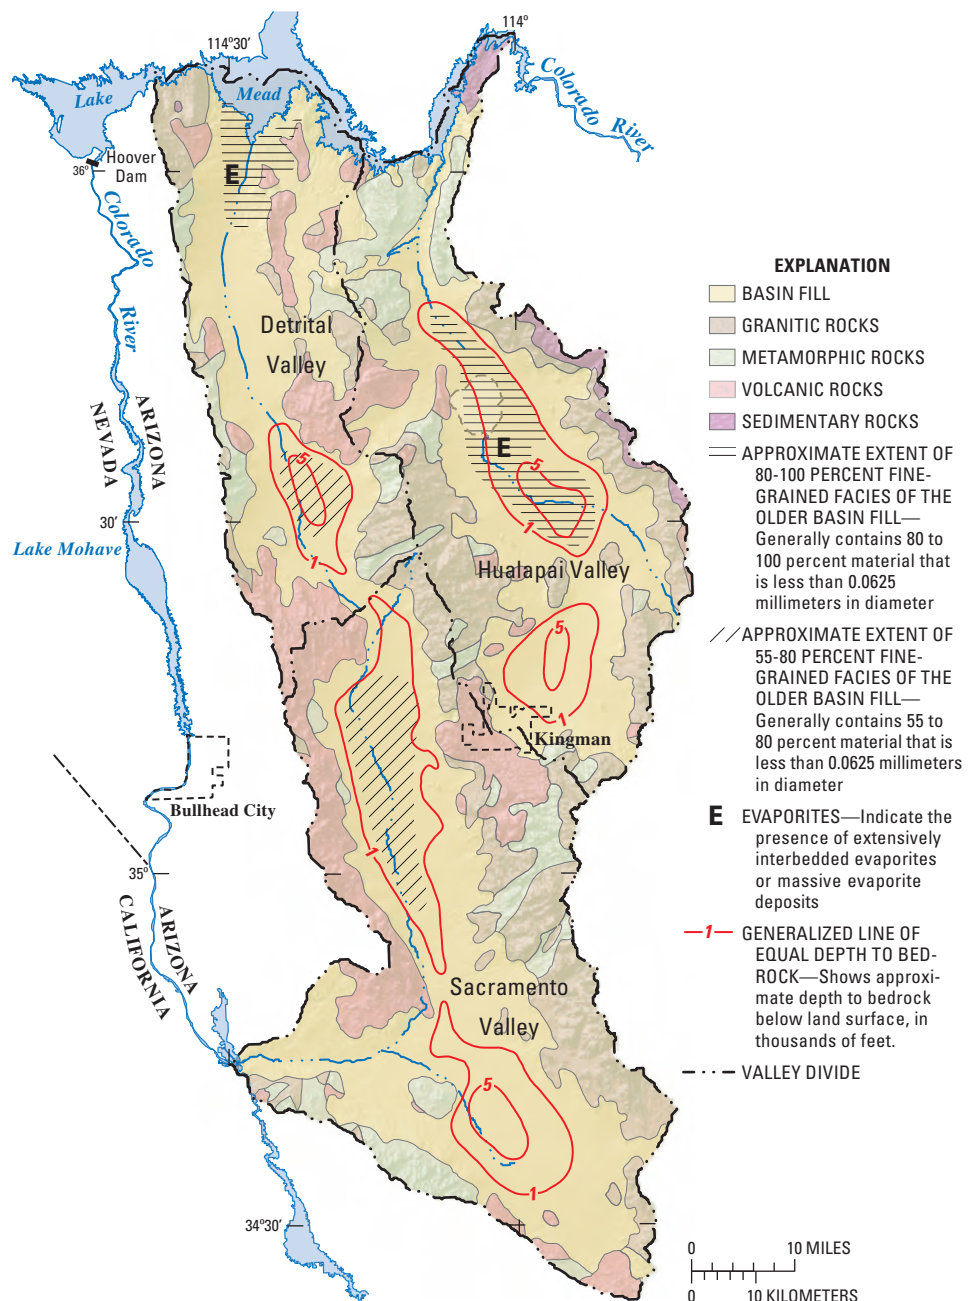 114°30'
114°
Lake
Mead
Colorado
River
Hoover
Dam
36°
E
Colorado
River
Detrital
Valley
ARIZONA
NEVADA
5
E
5
30'
Lake Mohave
1
1
Hualapai Valley
5
1
Kingman
Bullhead City
1
35°
ARIZONA
CALIFORNIA
Sacramento
Valley
5
1
34°30'
EXPLANATION
BASIN FILL
GRANITIC ROCKS
METAMORPHIC ROCKS
VOLCANIC ROCKS
SEDIMENTARY ROCKS
APPROXIMATE EXTENT OF
80-100 PERCENT FINE-
GRAINED FACIES OF THE
OLDER BASIN FILL—
Generally contains 80 to
100 percent material that
is less than 0.0625
millimeters in diameter
APPROXIMATE EXTENT OF
55-80 PERCENT FINE-
GRAINED FACIES OF THE
OLDER BASIN FILL—
Generally contains 55 to
80 percent material that is
less than 0.0625 millimeters
in diameter
E EVAPORITES—Indicate the
presence of extensively
interbedded evaporites
or massive evaporite
deposits
1 GENERALIZED LINE OF
EQUAL DEPTH TO BED-
ROCK—Shows approxi-
mate depth to bedrock
below land surface, in
thousands of feet.
VALLEY DIVIDE
0 10 MILES
0 10 KILOMETERS